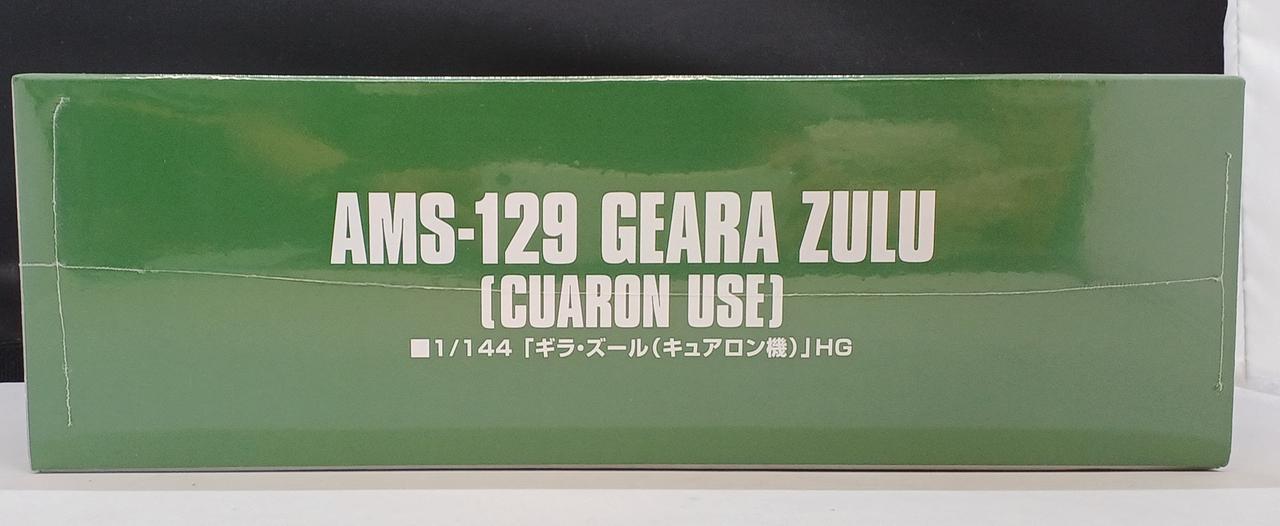 AMS-129 GEARA ZULU
(CUARON USE)
■1/144「ギラ・ズール(キュアロン機)」HG